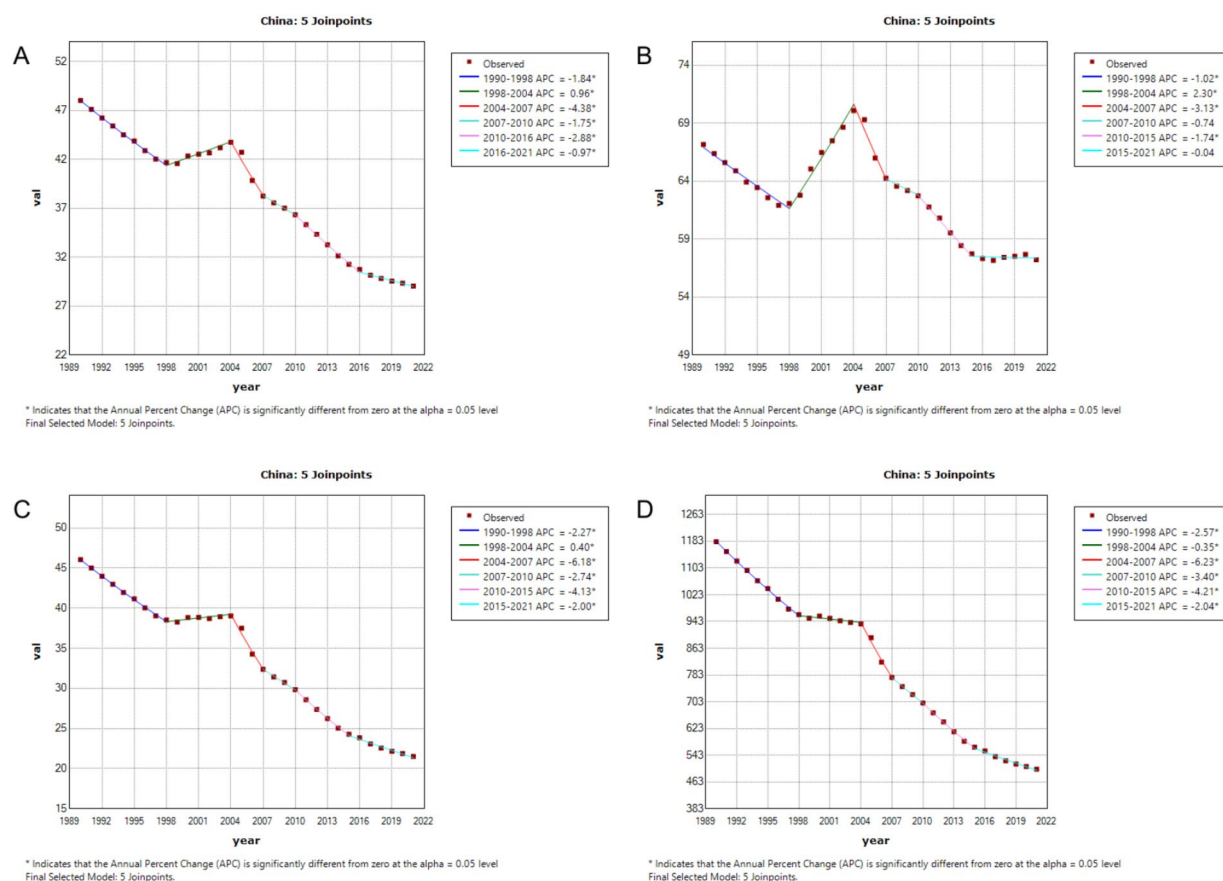 A
China: 5 Joinpoints
52
47
42
37
32
27
22
val
1989 1992 1995 1998 2001 2004 2007 2010 2013 2016 2019 2022
year
Observed
1990-1998 APC = -1.84*
1998-2004 APC = 0.96*
2004-2007 APC = -4.38*
2007-2010 APC = -1.75*
2010-2016 APC = -2.88*
2016-2021 APC = -0.97*
* Indicates that the Annual Percent Change (APC) is significantly different from zero at the alpha = 0.05 level
Final Selected Model: 5 Joinpoints.
B
China: 5 Joinpoints
74
69
64
59
54
49
val
1989 1992 1995 1998 2001 2004 2007 2010 2013 2016 2019 2022
year
Observed
1990-1998 APC = -1.02*
1998-2004 APC = 2.30*
2004-2007 APC = -3.13*
2007-2010 APC = -0.74
2010-2015 APC = -1.74*
2015-2021 APC = -0.04
* Indicates that the Annual Percent Change (APC) is significantly different from zero at the alpha = 0.05 level
Final Selected Model: 5 Joinpoints.
C
China: 5 Joinpoints
50
45
40
35
30
25
20
15
val
1989 1992 1995 1998 2001 2004 2007 2010 2013 2016 2019 2022
year
Observed
1990-1998 APC = -2.27*
1998-2004 APC = 0.40*
2004-2007 APC = -6.18*
2007-2010 APC = -2.74*
2010-2015 APC = -4.13*
2015-2021 APC = -2.00*
* Indicates that the Annual Percent Change (APC) is significantly different from zero at the alpha = 0.05 level
Final Selected Model: 5 Joinpoints.
D
China: 5 Joinpoints
1263
1183
1103
1023
943
863
783
703
623
543
463
383
val
1989 1992 1995 1998 2001 2004 2007 2010 2013 2016 2019 2022
year
Observed
1990-1998 APC = -2.57*
1998-2004 APC = -0.35*
2004-2007 APC = -6.23*
2007-2010 APC = -3.40*
2010-2015 APC = -4.21*
2015-2021 APC = -2.04*
* Indicates that the Annual Percent Change (APC) is significantly different from zero at the alpha = 0.05 level
Final Selected Model: 5 Joinpoints.